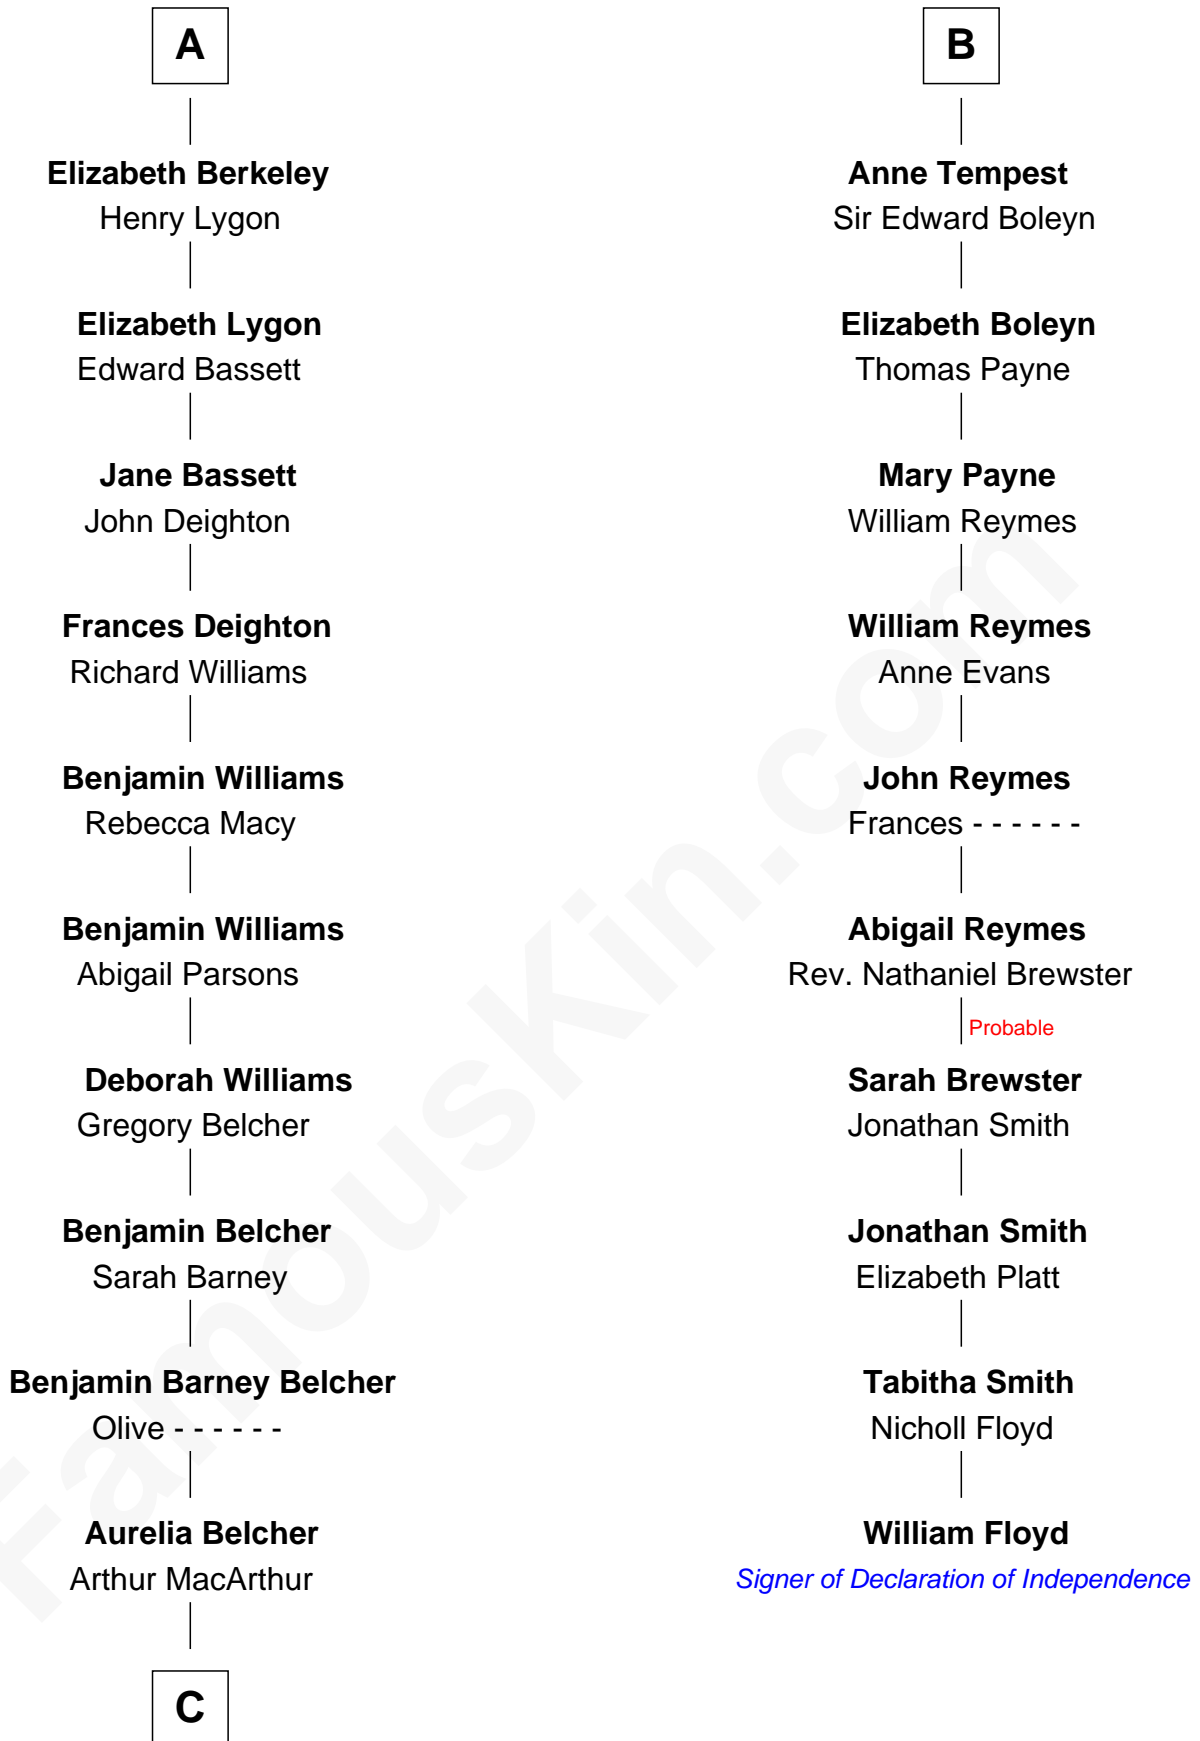 A
Elizabeth Berkeley
Henry Lygon
Elizabeth Lygon
Edward Bassett
Jane Bassett
John Deighton
Frances Deighton
Richard Williams
Benjamin Williams
Rebecca Macy
Benjamin Williams
Abigail Parsons
Deborah Williams
Gregory Belcher
Benjamin Belcher
Sarah Barney
Benjamin Barney Belcher
Olive - - - - - -
Aurelia Belcher
Arthur MacArthur
C
B
Anne Tempest
Sir Edward Boleyn
Elizabeth Boleyn
Thomas Payne
Mary Payne
William Reymes
William Reymes
Anne Evans
John Reymes
Frances - - - - - -
Abigail Reymes
Rev. Nathaniel Brewster
Probable
Sarah Brewster
Jonathan Smith
Jonathan Smith
Elizabeth Platt
Tabitha Smith
Nicholl Floyd
William Floyd
Signer of Declaration of Independence
FamousKin.com